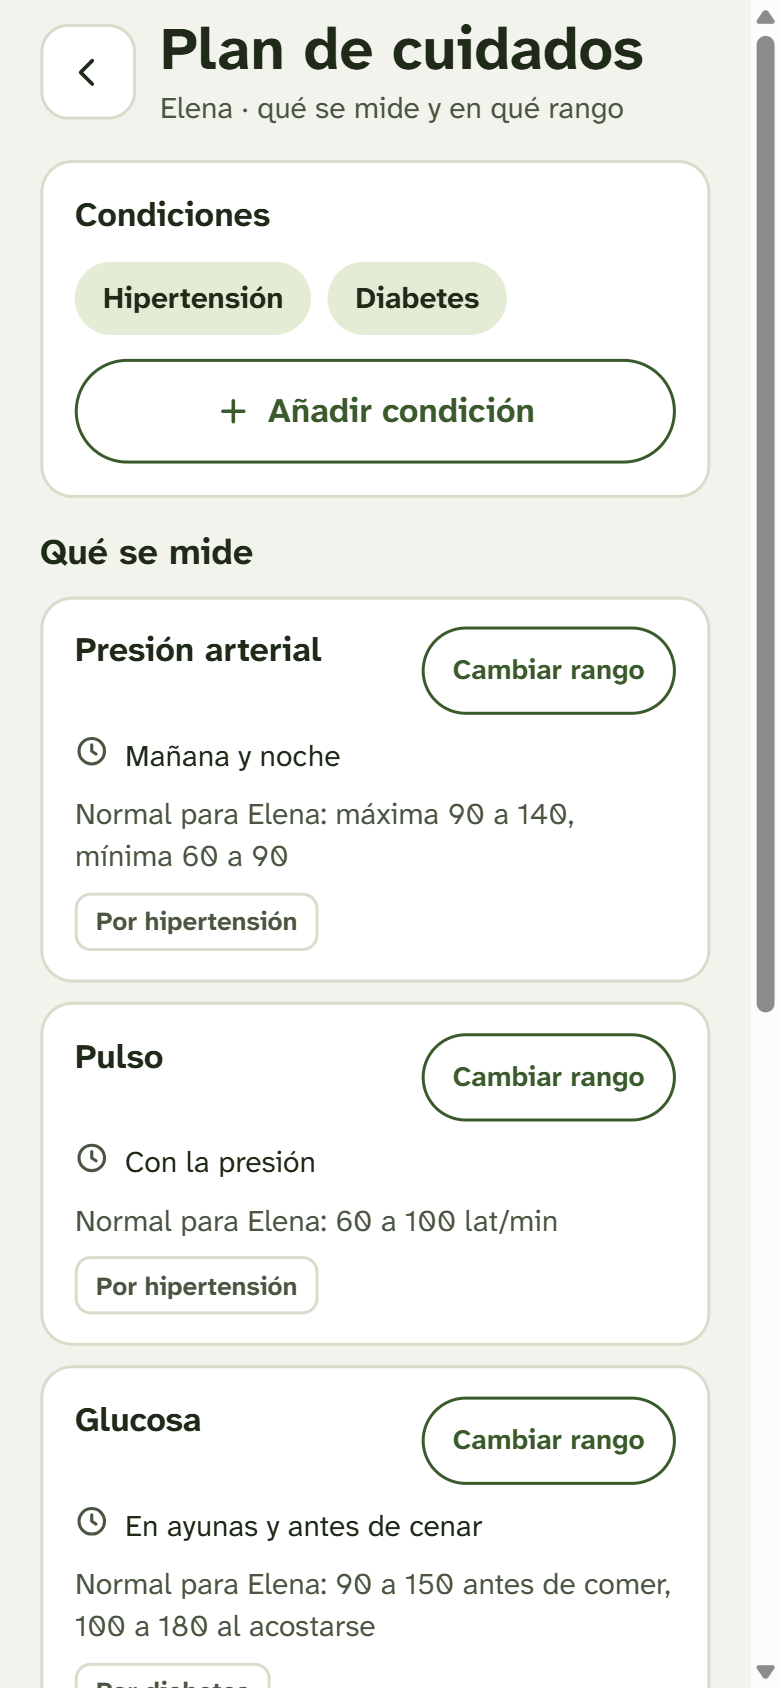 Plan de cuidados
Elena · qué se mide y en qué rango
Condiciones
Hipertensión
Diabetes
+ Añadir condición
Qué se mide
Presión arterial
Cambiar rango
Mañana y noche
Normal para Elena: máxima 90 a 140,
mínima 60 a 90
Por hipertensión
Pulso
Cambiar rango
Con la presión
Normal para Elena: 60 a 100 lat/min
Por hipertensión
Glucosa
Cambiar rango
En ayunas y antes de cenar
Normal para Elena: 90 a 150 antes de comer,
100 a 180 al acostarse
Por diabetes